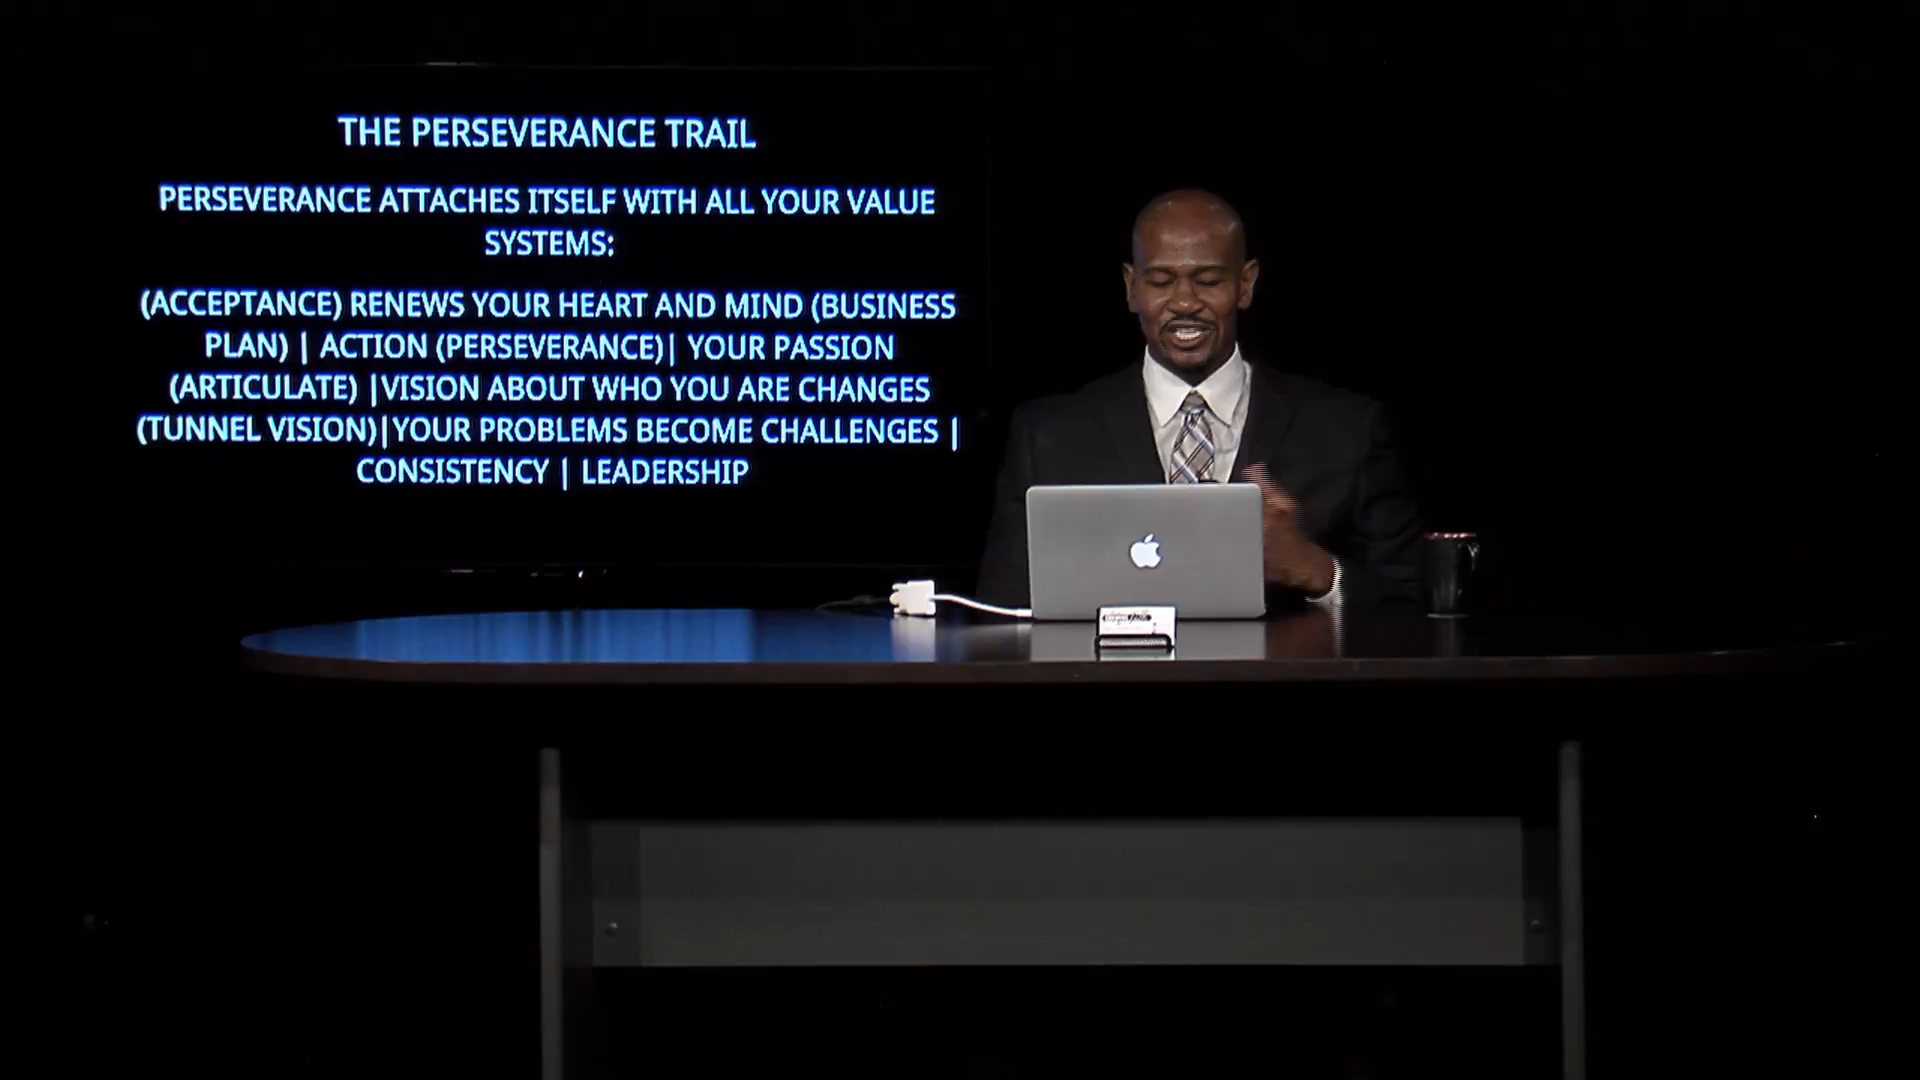 THE PERSEVERANCE TRAIL
PERSEVERANCE ATTACHES ITSELF WITH ALL YOUR VALUE
SYSTEMS:
(ACCEPTANCE) RENEWS YOUR HEART AND MIND (BUSINESS
PLAN) | ACTION (PERSEVERANCE)| YOUR PASSION
(ARTICULATE) |VISION ABOUT WHO YOU ARE CHANGES
(TUNNEL VISION)|YOUR PROBLEMS BECOME CHALLENGES |
CONSISTENCY | LEADERSHIP